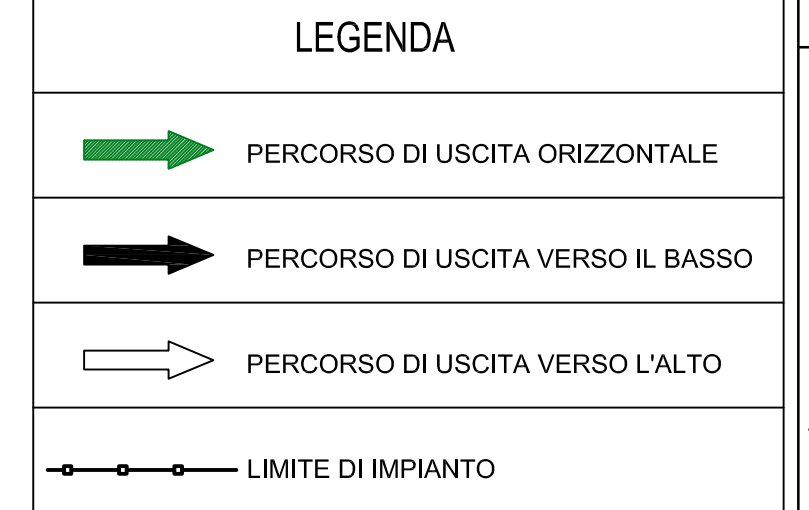 LEGENDA
PERCORSO DI USCITA ORIZZONTALE
PERCORSO DI USCITA VERSO IL BASSO
PERCORSO DI USCITA VERSO L'ALTO
LIMITE DI IMPIANTO